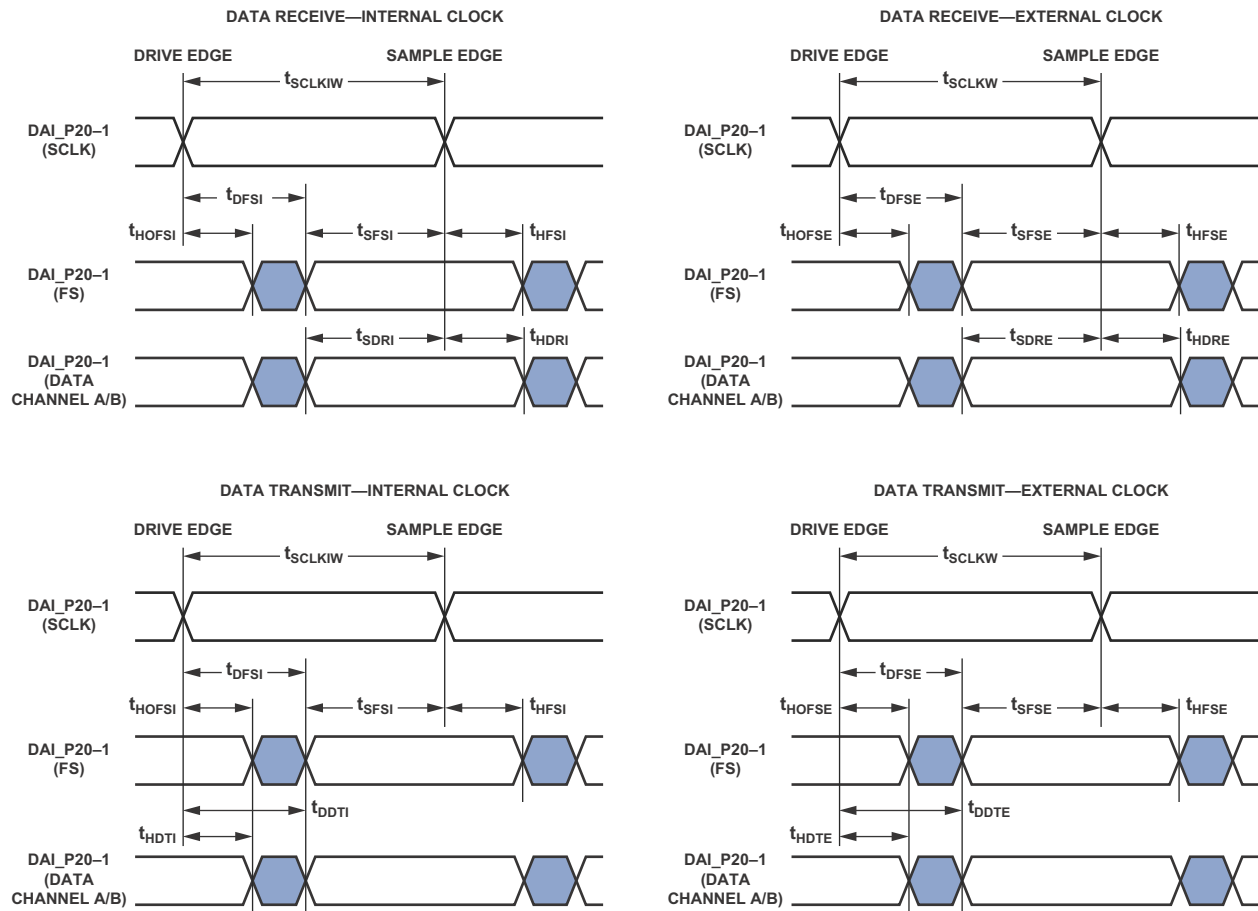 DATA RECEIVE—INTERNAL CLOCK
DRIVE EDGE
SAMPLE EDGE
tSCLKIW
DAI_P20–1
(SCLK)
tDFSI
tHOFSI
tSFSI
tHFSI
DAI_P20–1
(FS)
tSDRI
tHDRI
DAI_P20–1
(DATA
CHANNEL A/B)
DATA RECEIVE—EXTERNAL CLOCK
DRIVE EDGE
SAMPLE EDGE
tSCLKW
DAI_P20–1
(SCLK)
tDFSE
tHOFSE
tSFSE
tHFSE
DAI_P20–1
(FS)
tSDRE
tHDRE
DAI_P20–1
(DATA
CHANNEL A/B)
DATA TRANSMIT—INTERNAL CLOCK
DRIVE EDGE
SAMPLE EDGE
tSCLKIW
DAI_P20–1
(SCLK)
tDFSI
tHOFSI
tSFSI
tHFSI
DAI_P20–1
(FS)
tDDTI
tHDTI
DAI_P20–1
(DATA
CHANNEL A/B)
DATA TRANSMIT—EXTERNAL CLOCK
DRIVE EDGE
SAMPLE EDGE
tSCLKW
DAI_P20–1
(SCLK)
tDFSE
tHOFSE
tSFSE
tHFSE
DAI_P20–1
(FS)
tDDTE
tHDTE
DAI_P20–1
(DATA
CHANNEL A/B)